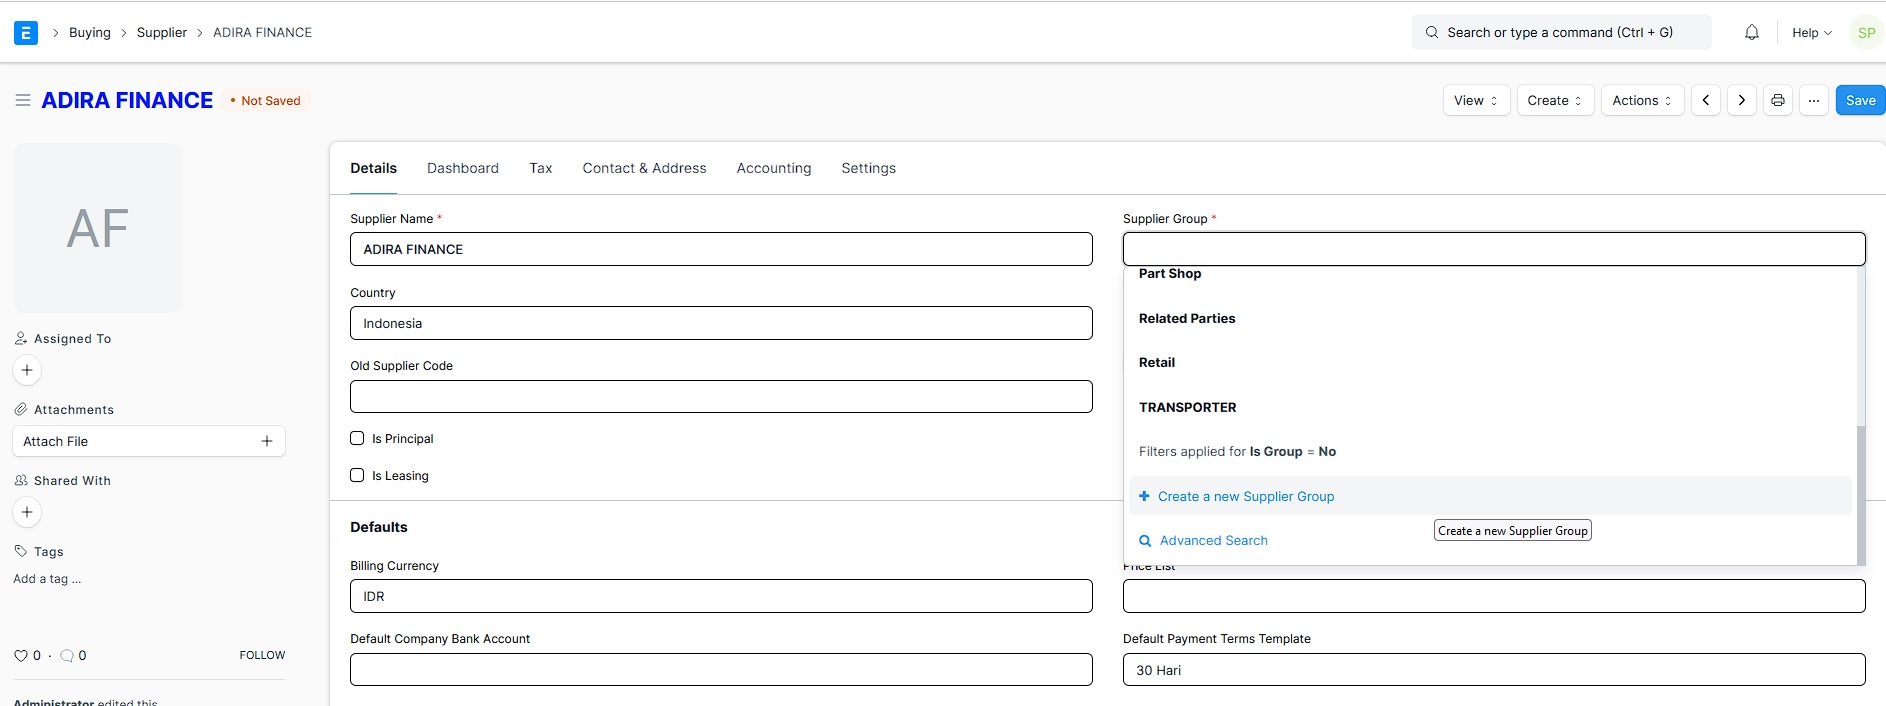 E
Buying
Supplier
ADIRA FINANCE
Search or type a command (Ctrl + G)
Help
SP
ADIRA FINANCE
• Not Saved
View
Create
Actions
...
Save
AF
Assigned To
Attachments
Attach File
Shared With
Tags
Add a tag ...
0 · 0
FOLLOW
Administrator edited this
Details
Dashboard
Tax
Contact & Address
Accounting
Settings
Supplier Name *
ADIRA FINANCE
Country
Indonesia
Old Supplier Code
Is Principal
Is Leasing
Supplier Group *
Part Shop
Related Parties
Retail
TRANSPORTER
Filters applied for Is Group = No
Create a new Supplier Group
Create a new Supplier Group
Advanced Search
Defaults
Billing Currency
IDR
Price List
Default Company Bank Account
Default Payment Terms Template
30 Hari